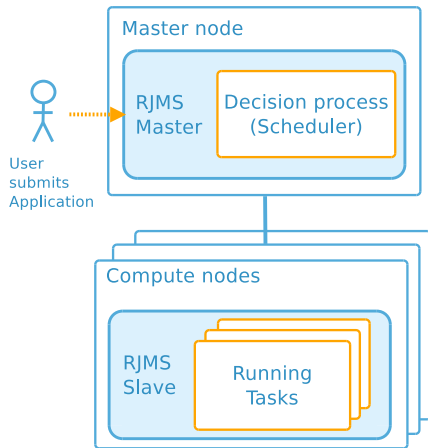 Master node
RJMS
Master
Decision process
(Scheduler)
User
submits
Application
Compute nodes
RJMS
Slave
Running
Tasks